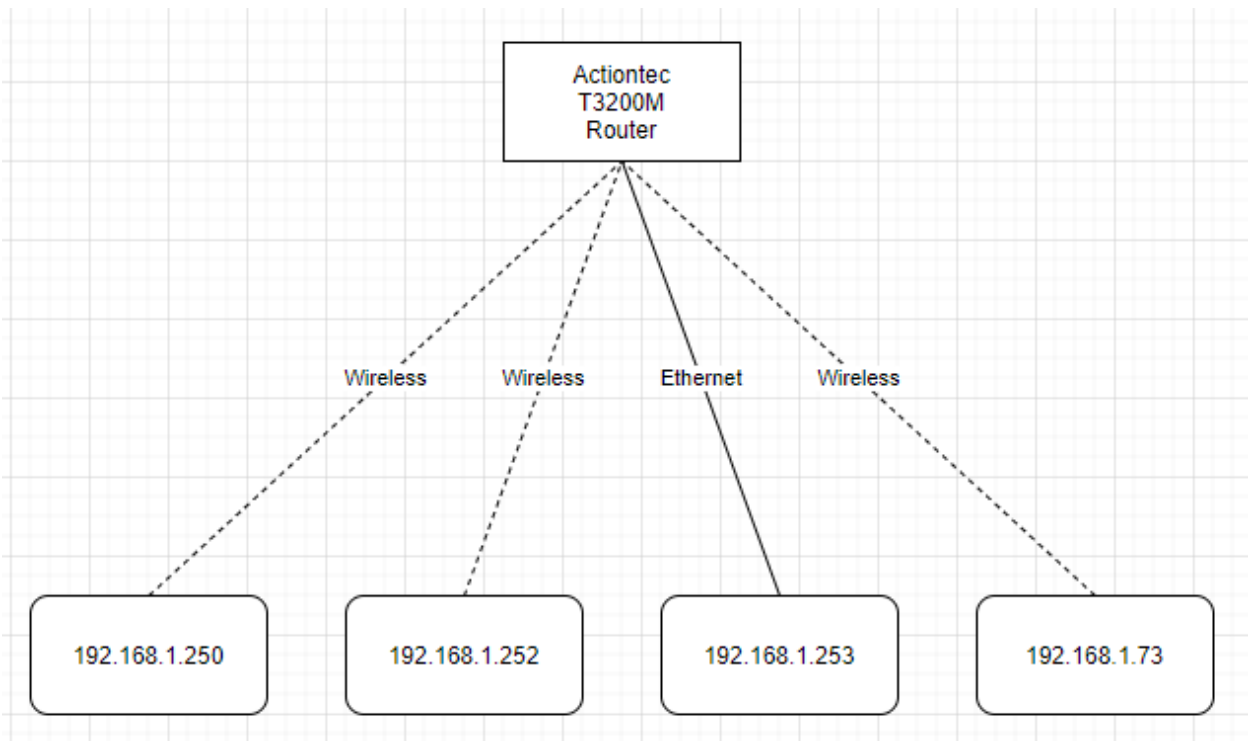 Actiontec
T3200M
Router
Wireless
Wireless
Ethernet
Wireless
192.168.1.250
192.168.1.252
192.168.1.253
192.168.1.73